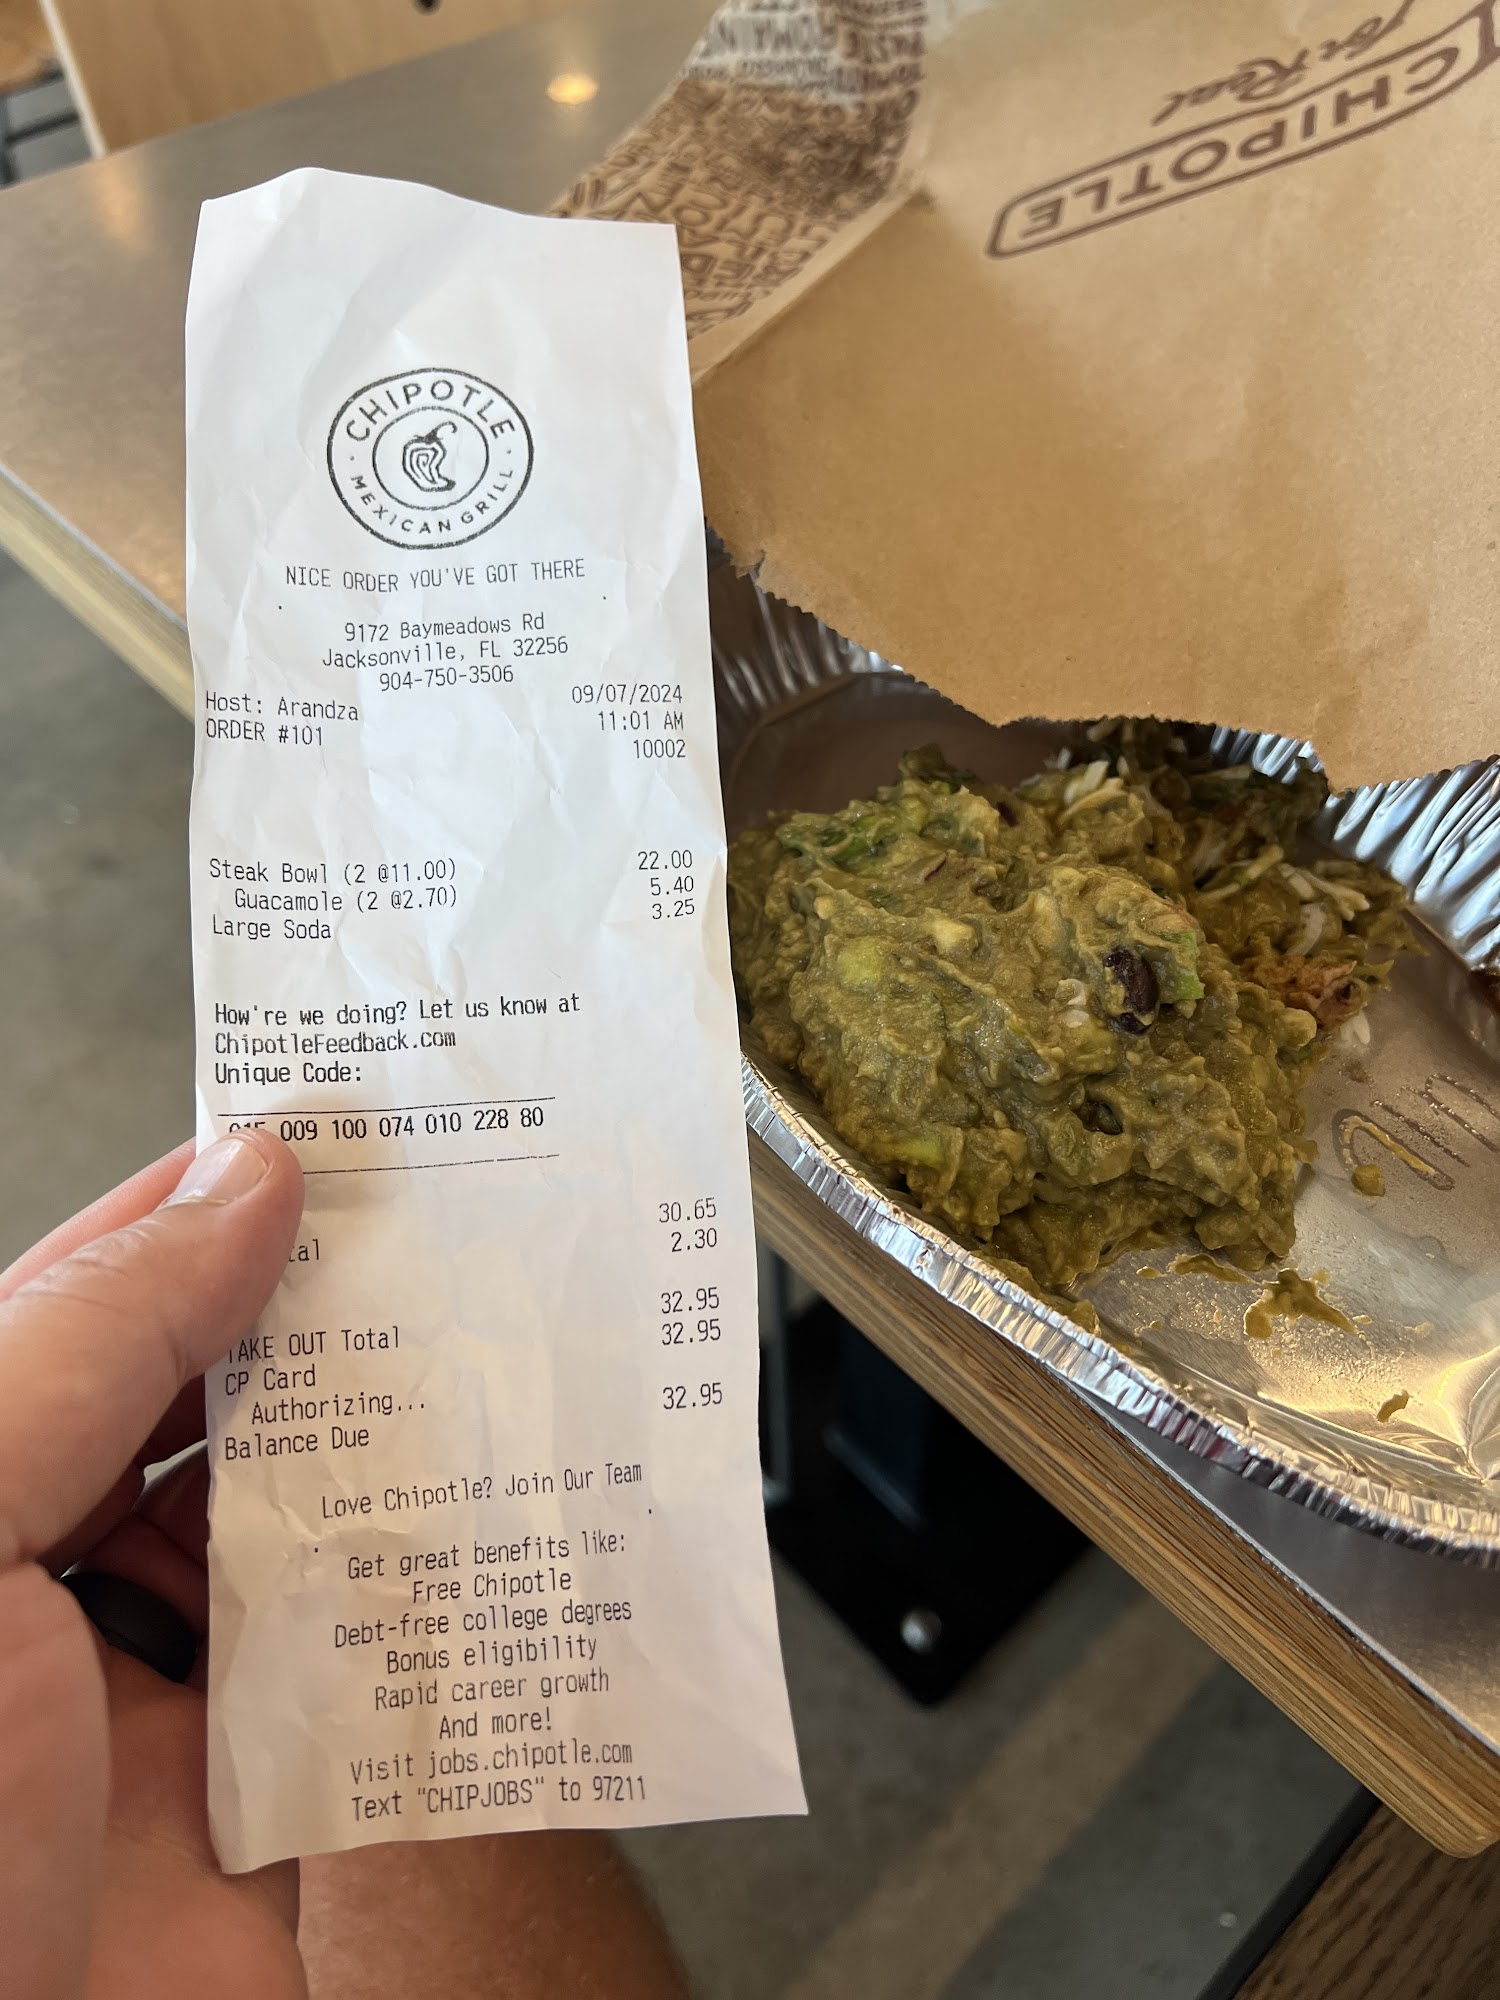 CHIPOTLE
MEXICAN GRILL
NICE ORDER YOU'VE GOT THERE
9172 Baymeadows Rd
Jacksonville, FL 32256
904-750-3506
Host: Arandza 09/07/2024
ORDER #101 11:01 AM
10002
Steak Bowl (2 @11.00) 22.00
Guacamole (2 @2.70) 5.40
Large Soda 3.25
How're we doing? Let us know at
ChipotleFeedback.com
Unique Code:
009 100 074 010 228 80
30.65
2.30
TAKE OUT Total 32.95
CP Card 32.95
Authorizing...
Balance Due 32.95
Love Chipotle? Join Our Team
Get great benefits like:
Free Chipotle
Debt-free college degrees
Bonus eligibility
Rapid career growth
And more!
Visit jobs.chipotle.com
Text "CHIPJOBS" to 97211
CHIPOTLE
For Real